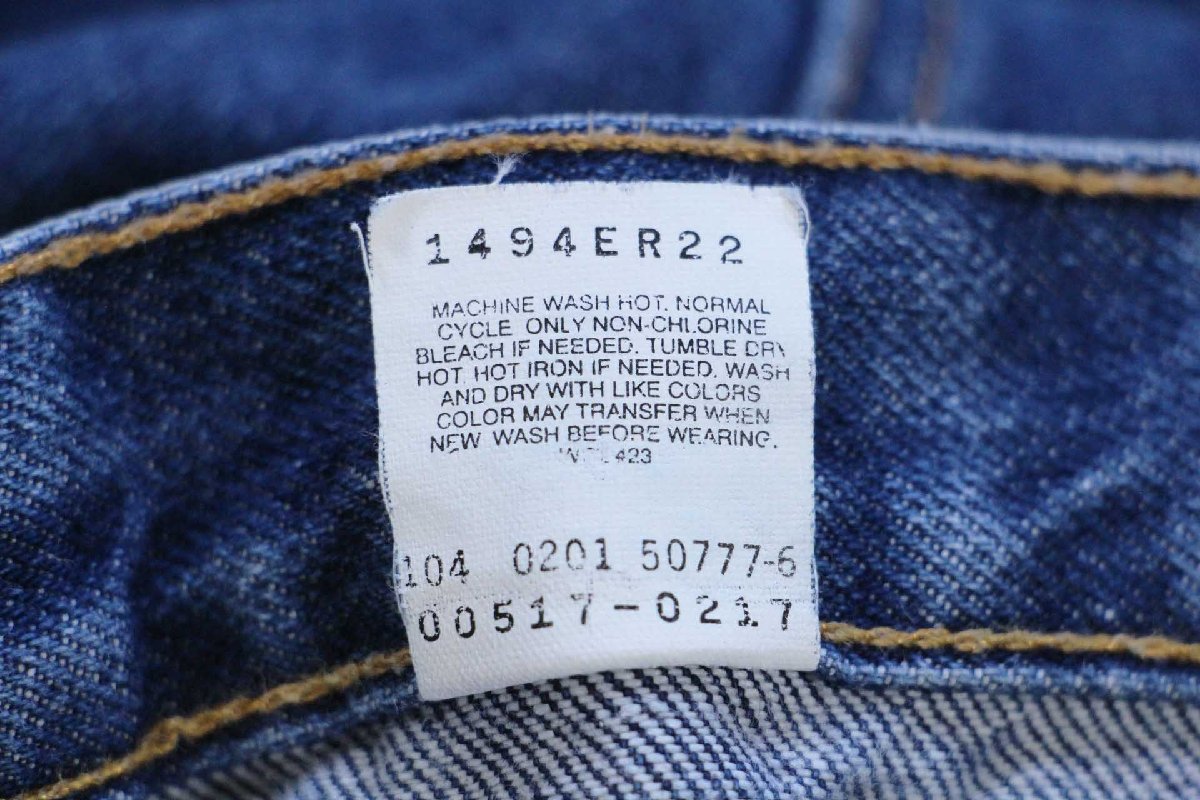 1494ER22
MACHINE WASH HOT. NORMAL
CYCLE. ONLY NON-CHLORINE
BLEACH IF NEEDED. TUMBLE DRY
HOT. HOT IRON IF NEEDED. WASH
AND DRY WITH LIKE COLORS
COLOR MAY TRANSFER WHEN
NEW WASH BEFORE WEARING.
423
104 0201 50777-6
00517-0217